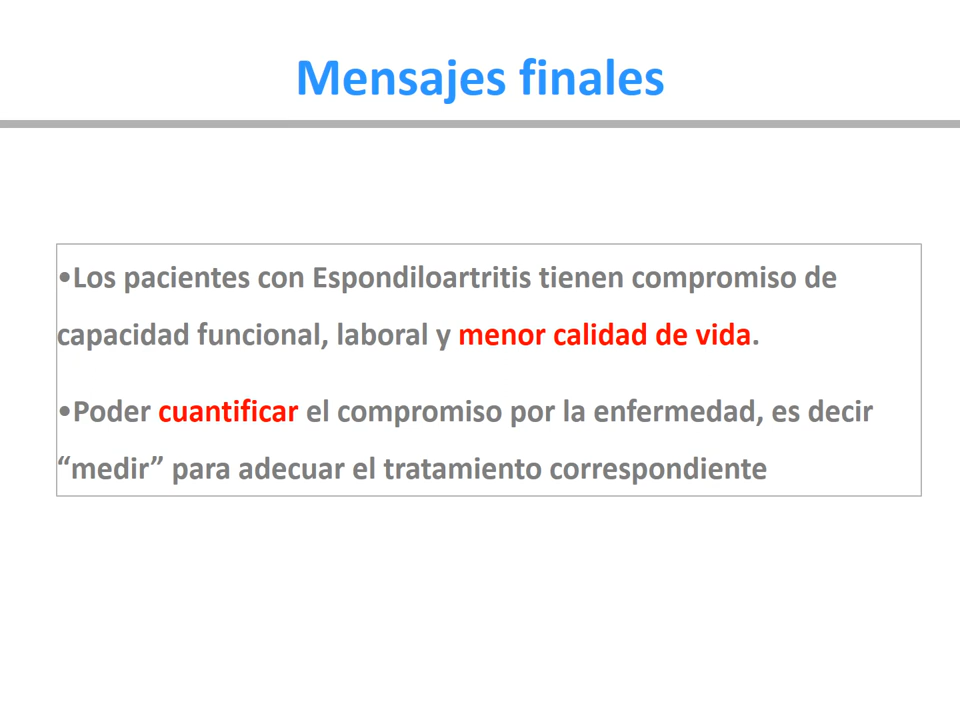 Mensajes finales
•Los pacientes con Espondiloartritis tienen compromiso de
capacidad funcional, laboral y menor calidad de vida.
•Poder cuantificar el compromiso por la enfermedad, es decir
“medir” para adecuar el tratamiento correspondiente